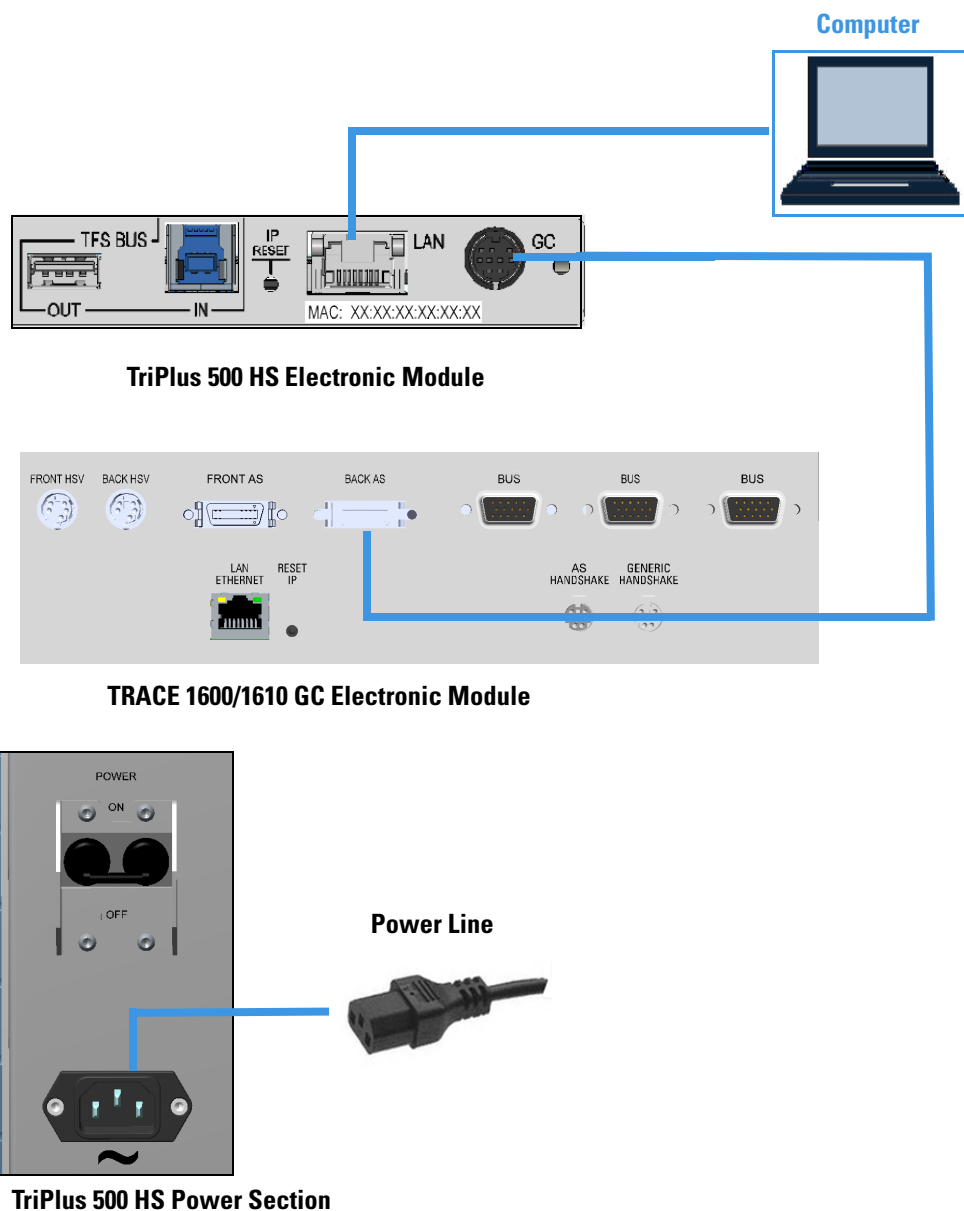 Computer
TFS BUS
IP
RESET
LAN
GC
OUT
IN
MAC: XX:XX:XX:XX:XX:XX
TriPlus 500 HS Electronic Module
FRONT HSV
BACK HSV
FRONT AS
BACK AS
BUS
BUS
BUS
LAN
ETHERNET
RESET
IP
AS
HANDSHAKE
GENERIC
HANDSHAKE
TRACE 1600/1610 GC Electronic Module
POWER
ON
OFF
Power Line
TriPlus 500 HS Power Section